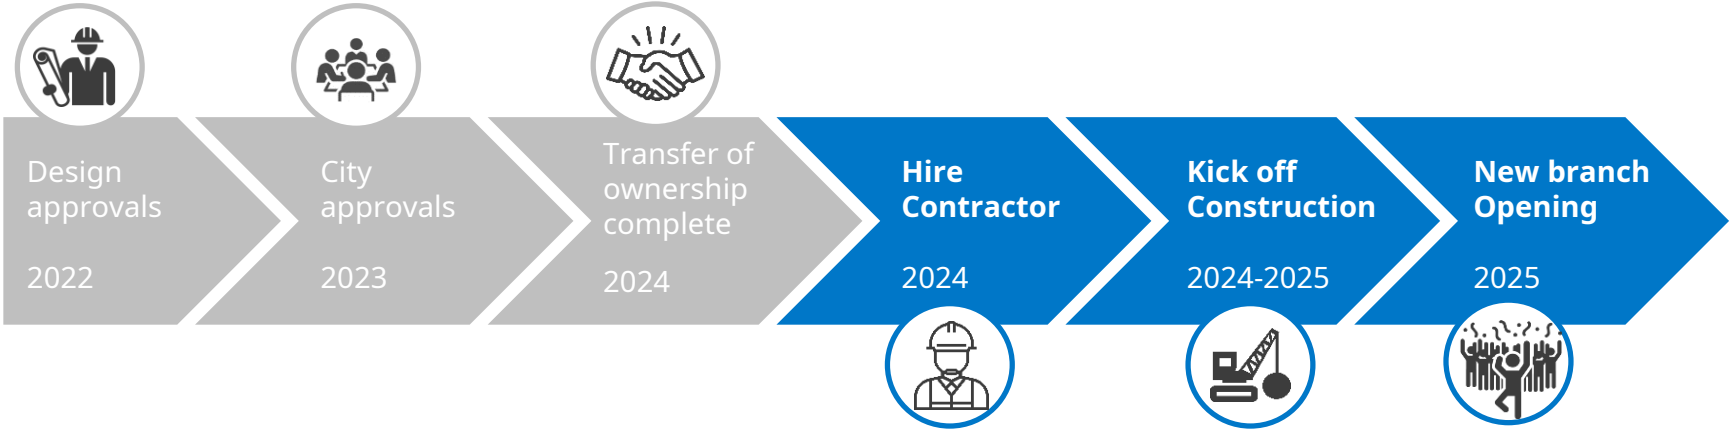 Design
approvals
2022
City
approvals
2023
Transfer of
ownership
complete
2024
Hire
Contractor
2024
Kick off
Construction
2024-2025
New branch
Opening
2025